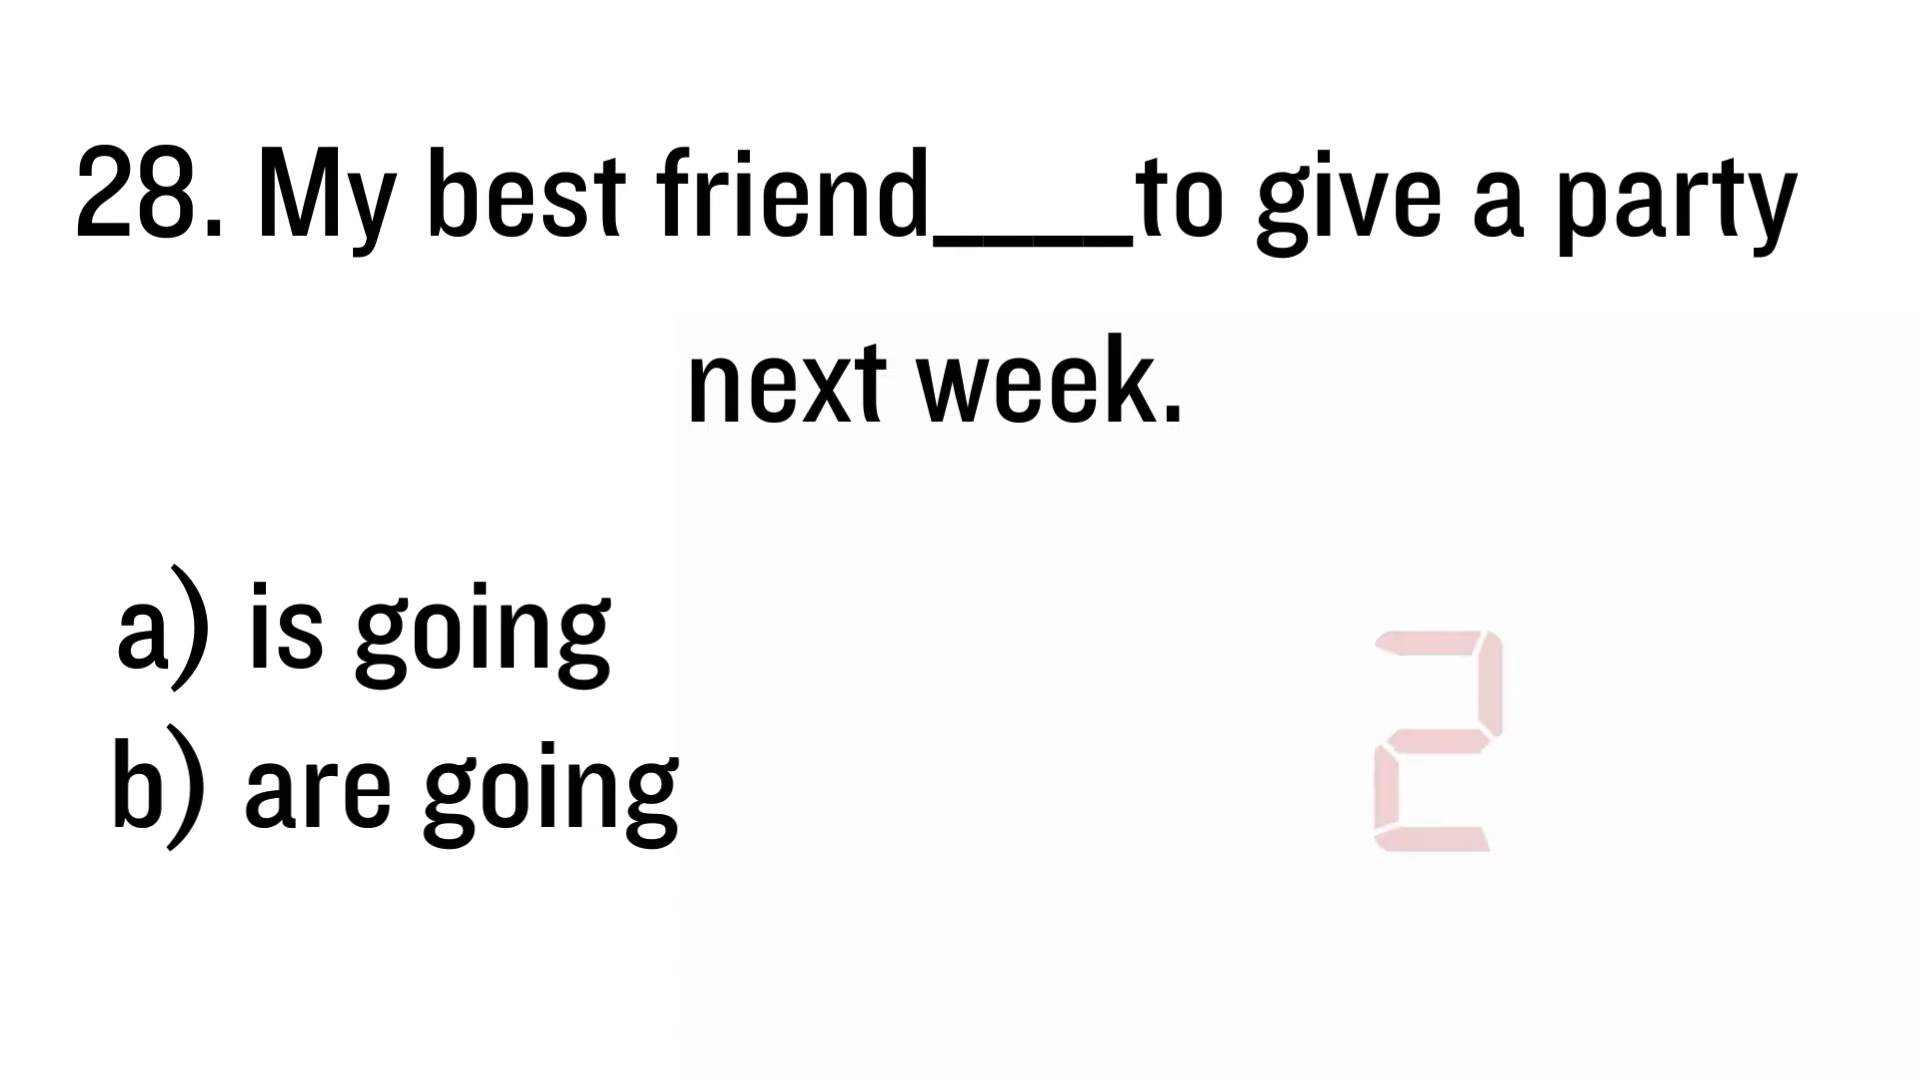 28. My best friend____to give a party
next week.
a) is going
b) are going
2